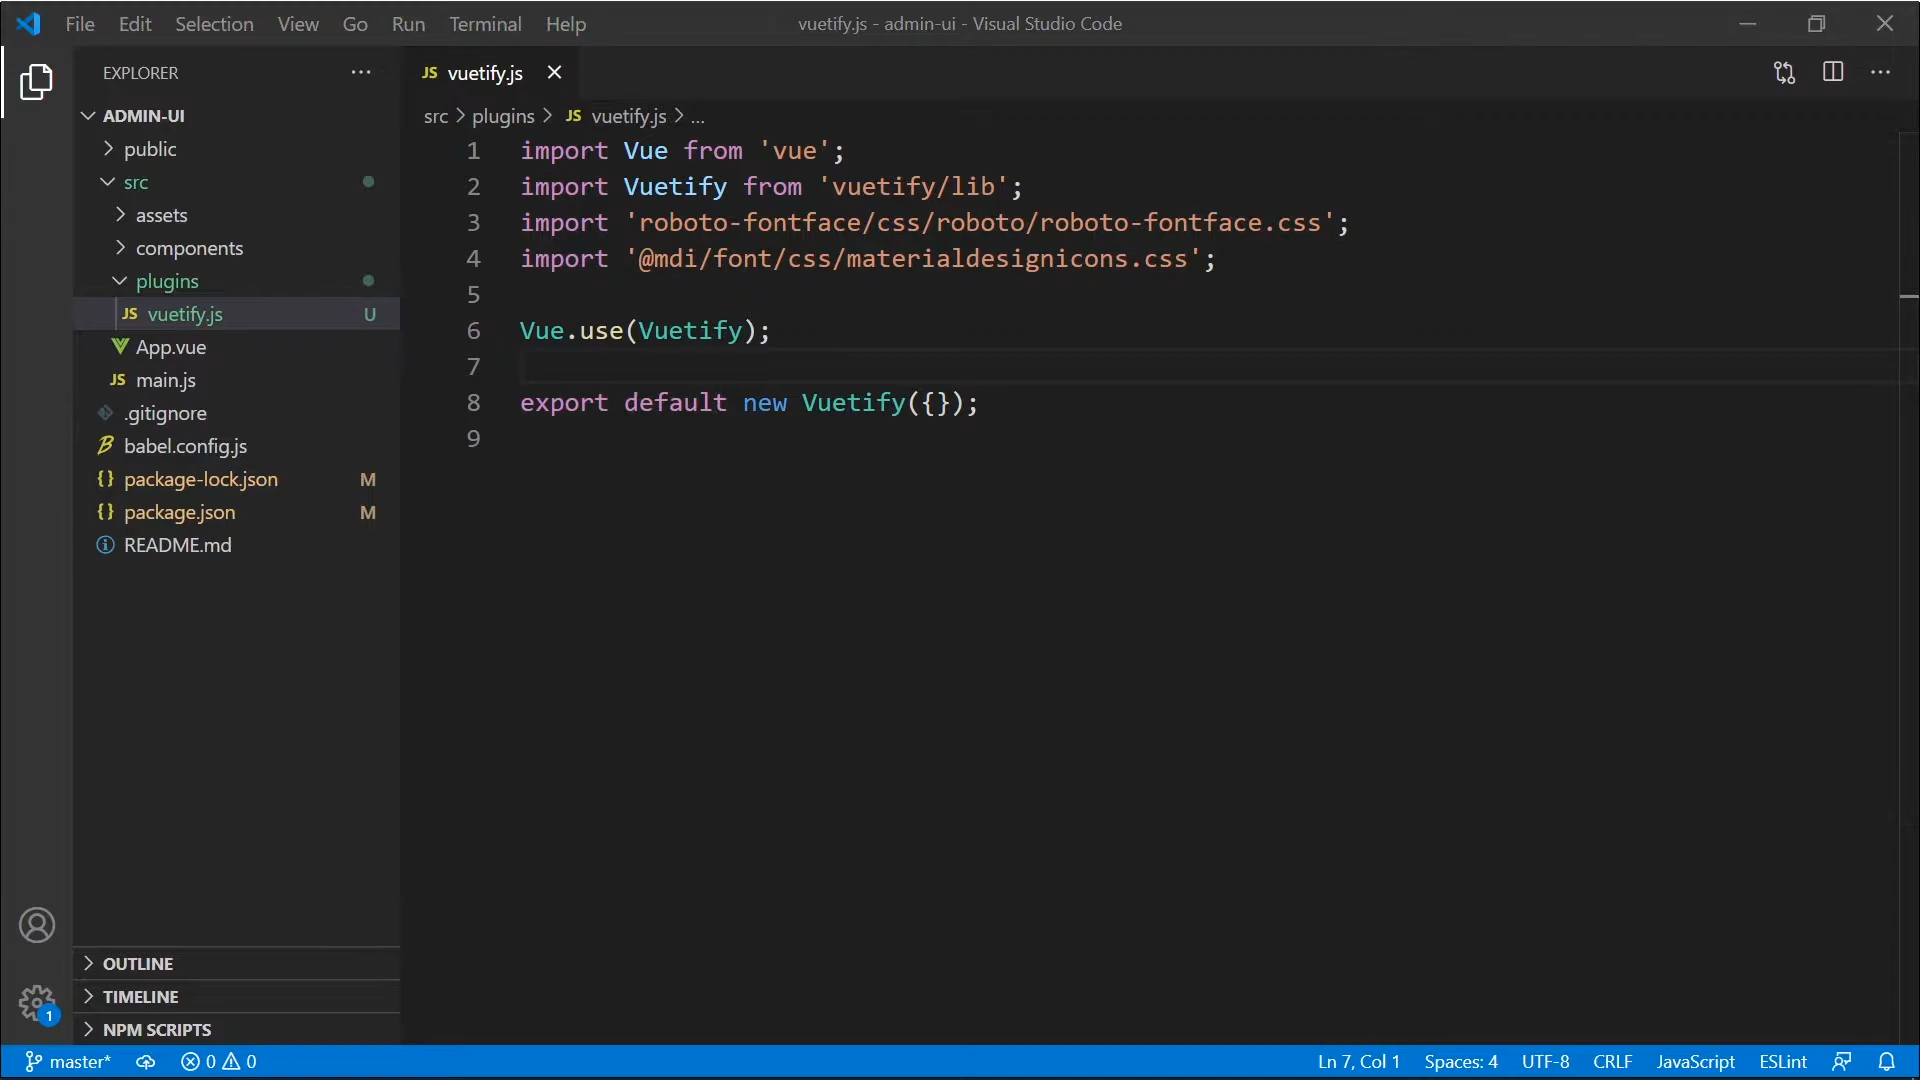 File Edit Selection View Go Run Terminal Help vuetify.js - admin-ui - Visual Studio Code
EXPLORER
JS vuetify.js
ADMIN-UI
src > plugins > JS vuetify.js > ...
public
src
assets
components
plugins
JS vuetify.js U
App.vue
JS main.js
.gitignore
babel.config.js
{} package-lock.json M
{} package.json M
README.md
1 import Vue from 'vue';
2 import Vuetify from 'vuetify/lib';
3 import 'roboto-fontface/css/roboto/roboto-fontface.css';
4 import '@mdi/font/css/materialdesignicons.css';
5
6 Vue.use(Vuetify);
7
8 export default new Vuetify({});
9
OUTLINE
TIMELINE
NPM SCRIPTS
1
master* 0 0 Ln 7, Col 1 Spaces: 4 UTF-8 CRLF JavaScript ESLint